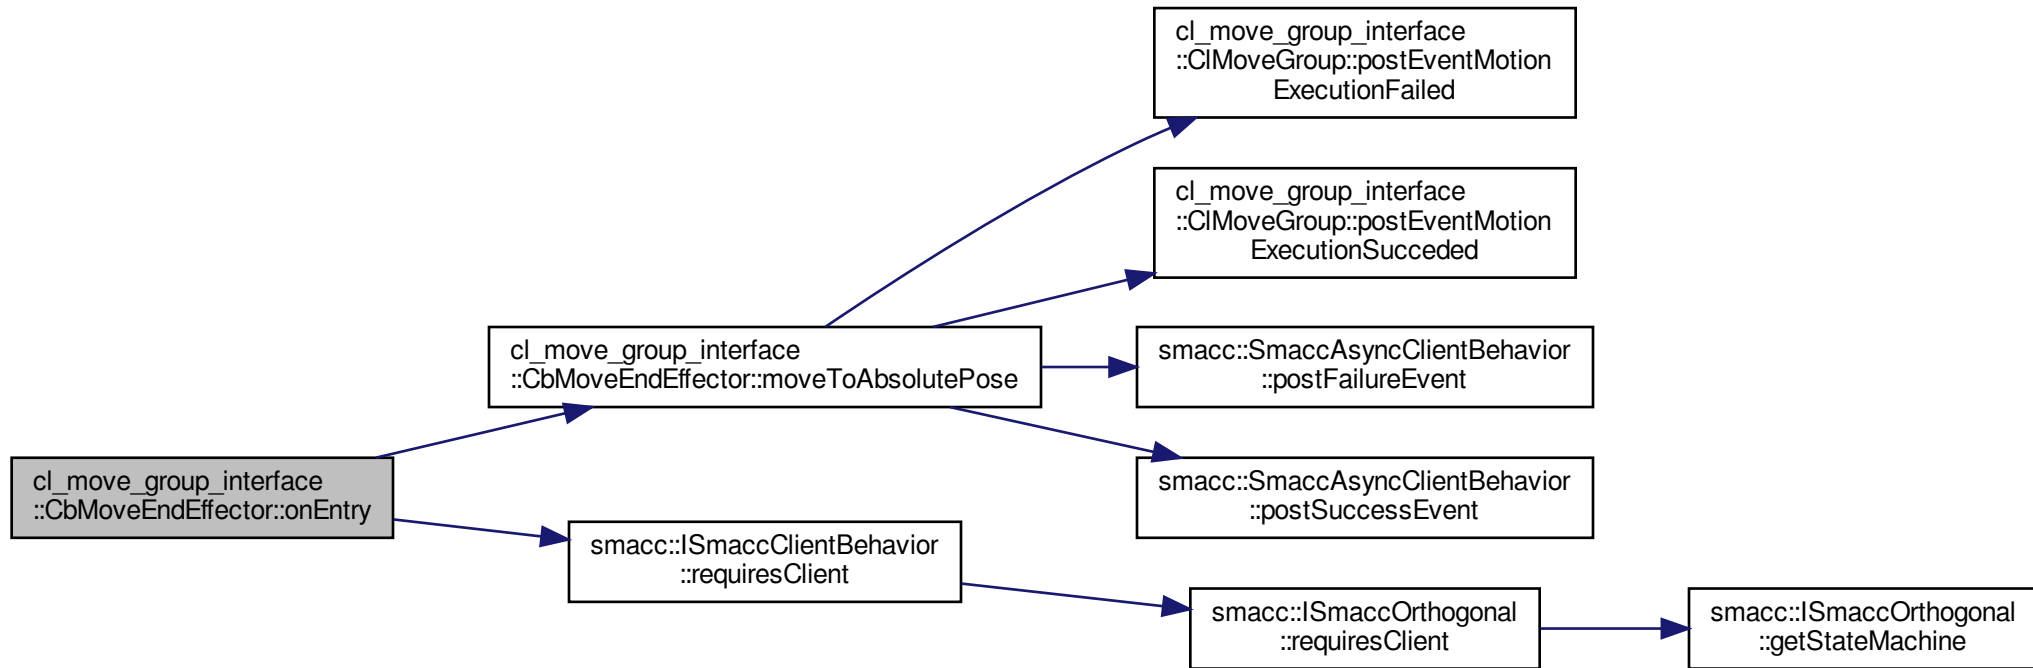 cl_move_group_interface
::ClMoveGroup::postEventMotion
ExecutionFailed
cl_move_group_interface
::ClMoveGroup::postEventMotion
ExecutionSucceded
cl_move_group_interface
::CbMoveEndEffector::moveToAbsolutePose
smacc::SmaccAsyncClientBehavior
::postFailureEvent
cl_move_group_interface
::CbMoveEndEffector::onEntry
smacc::SmaccAsyncClientBehavior
::postSuccessEvent
smacc::ISmaccClientBehavior
::requiresClient
smacc::ISmaccOrthogonal
::requiresClient
smacc::ISmaccOrthogonal
::getStateMachine